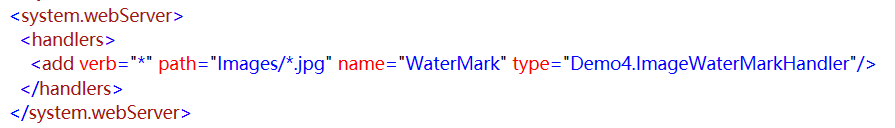 <system.webServer>
<handlers>
<add verb="*" path="Images/*.jpg" name="WaterMark" type="Demo4.ImageWaterMarkHandler"/>
</handlers>
</system.webServer>